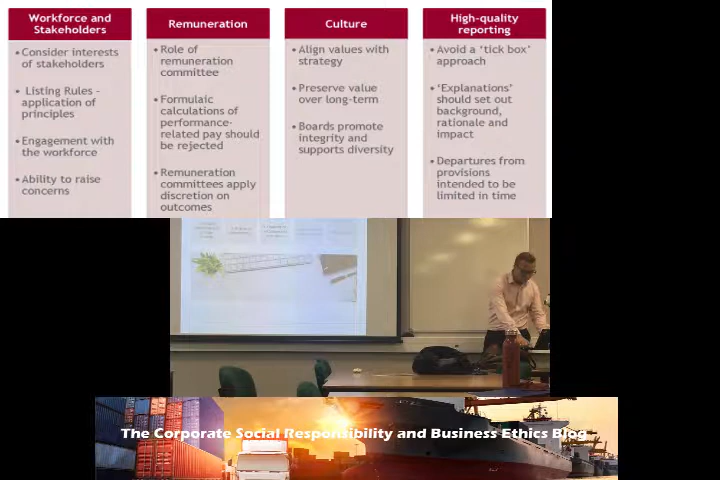 Workforce and
Stakeholders
• Consider interests
of stakeholders
• Listing Rules –
application of
principles
• Engagement with
the workforce
• Ability to raise
concerns
Remuneration
• Role of
remuneration
committee
• Formulaic
calculations of
performance-
related pay should
be rejected
• Remuneration
committees apply
discretion on
outcomes
Culture
• Align values with
strategy
• Preserve value
over long-term
• Boards promote
integrity and
supports diversity
High-quality
reporting
• Avoid a ‘tick box’
approach
• ‘Explanations’
should set out
background,
rationale and
impact
• Departures from
provisions
intended to be
limited in time
The Corporate Social Responsibility and Business Ethics Blog